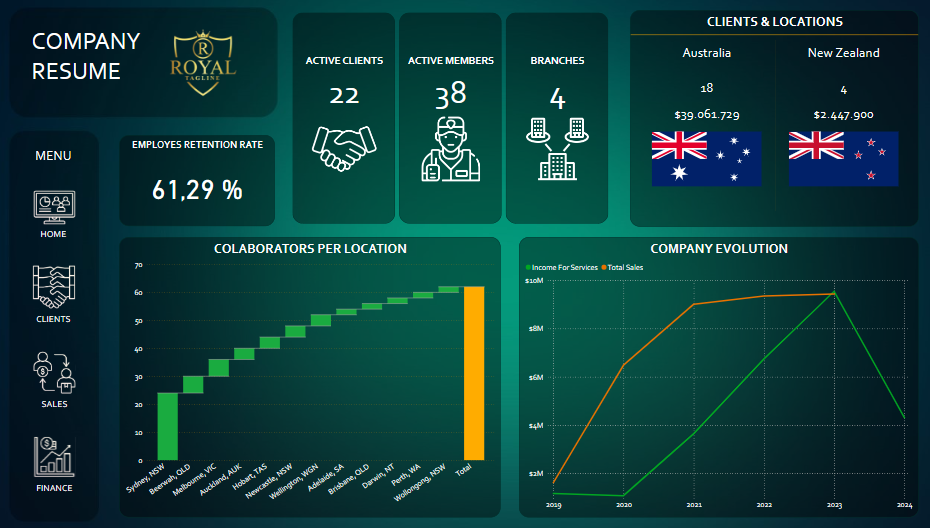 COMPANY
RESUME
R
ROYAL
TAGLINE
MENU
HOME
CLIENTS
SALES
FINANCE
EMPLOYES RETENTION RATE
61,29 %
ACTIVE CLIENTS
22
ACTIVE MEMBERS
38
BRANCHES
4
CLIENTS & LOCATIONS
Australia
18
$39.061.729
New Zealand
4
$2.447.900
COLABORATORS PER LOCATION
70
60
50
40
30
20
10
0
Sydney, NSW
Beerwah, QLD
Melbourne, VIC
Auckland, AUK
Hobart, TAS
Newcastle, NSW
Wellington, WGN
Adelaide, SA
Brisbane, QLD
Darwin, NT
Perth, WA
Wollongong, NSW
Total
COMPANY EVOLUTION
Income For Services
Total Sales
$10M
$8M
$6M
$4M
$2M
2019
2020
2021
2022
2023
2024